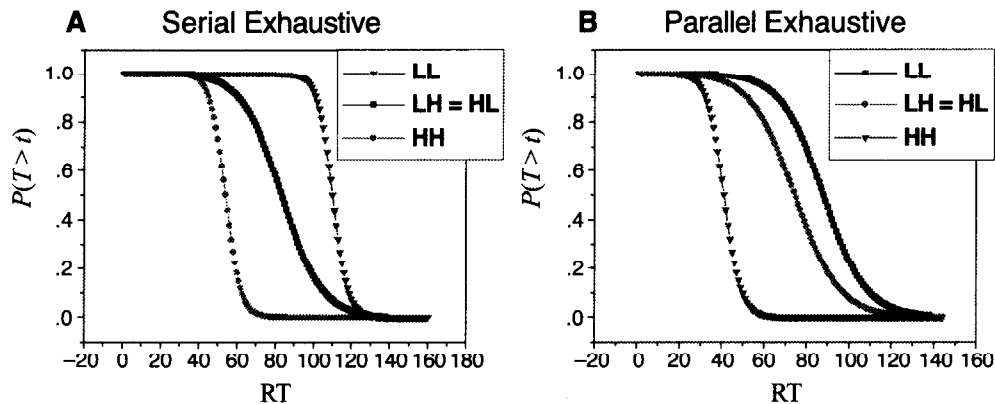 A Serial Exhaustive
LL
LH = HL
HH
1.0
.8
.6
.4
.2
.0
P(T > t)
−20 0 20 40 60 80 100 120 140 160 180
RT
B Parallel Exhaustive
LL
LH = HL
HH
1.0
.8
.6
.4
.2
.0
P(T > t)
−20 0 20 40 60 80 100 120 140 160
RT